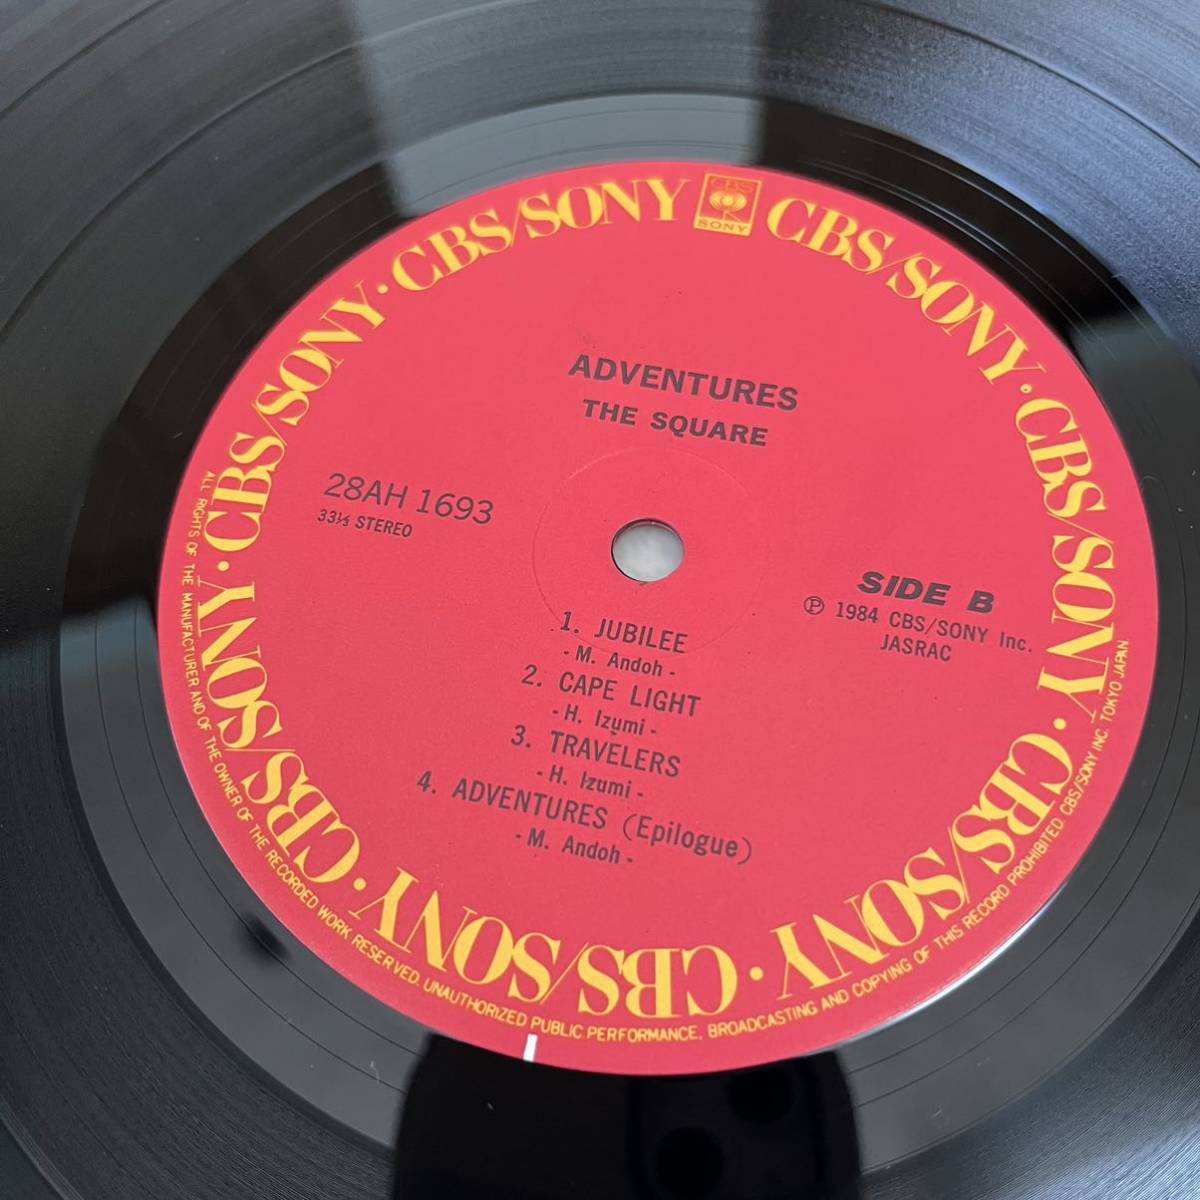 CBS/SONY · CBS/SONY · CBS/SONY · CBS/SONY · CBS/SONY · CBS/SONY · CBS/SONY · CBS/SONY
CBS
SONY
ADVENTURES
THE SQUARE
28AH 1693
33⅓ STEREO
SIDE B
Ⓟ 1984 CBS/SONY Inc.
JASRAC
1. JUBILEE
- M. Andoh -
2. CAPE LIGHT
- H. Izumi -
3. TRAVELERS
- H. Izumi -
4. ADVENTURES (Epilogue)
- M. Andoh -
ALL RIGHTS OF THE MANUFACTURER AND OF THE OWNER OF THE RECORDED WORK RESERVED. UNAUTHORIZED PUBLIC PERFORMANCE, BROADCASTING AND COPYING OF THIS RECORD PROHIBITED. CBS/SONY INC. TOKYO JAPAN